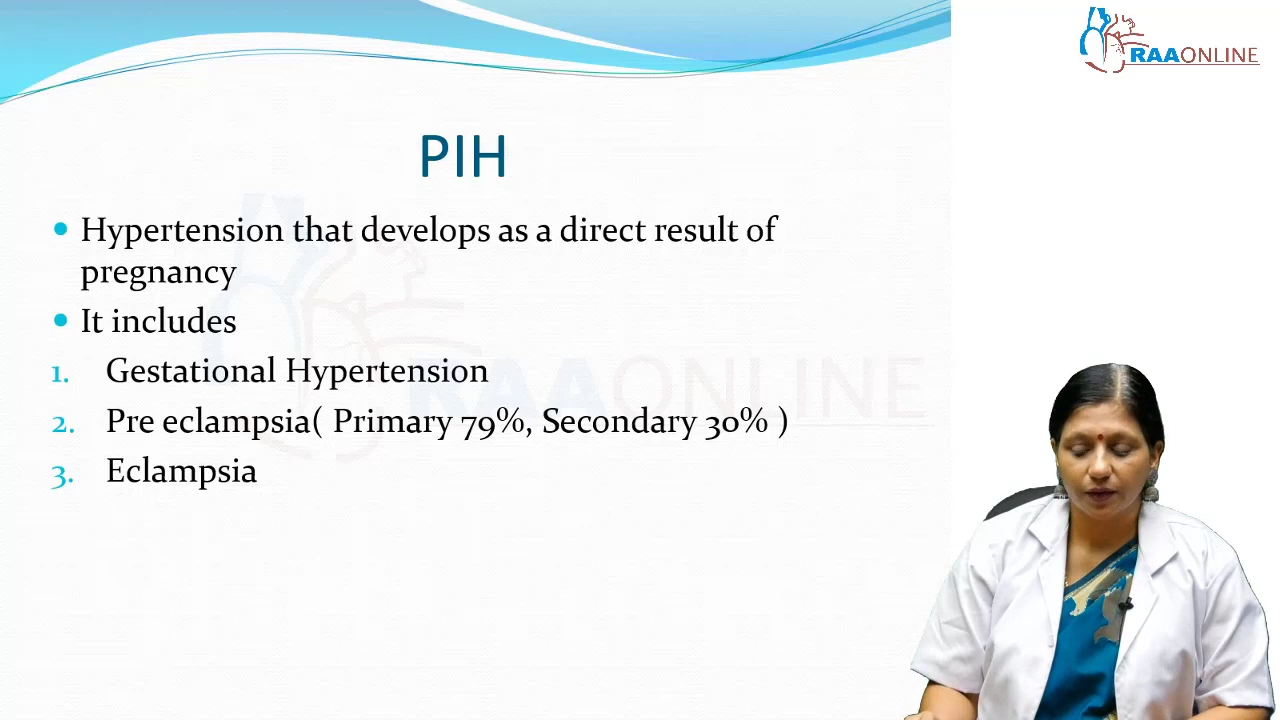 RAAONLINE
PIH
• Hypertension that develops as a direct result of
pregnancy
• It includes
1. Gestational Hypertension
2. Pre eclampsia( Primary 79%, Secondary 30% )
3. Eclampsia
RAAONLINE